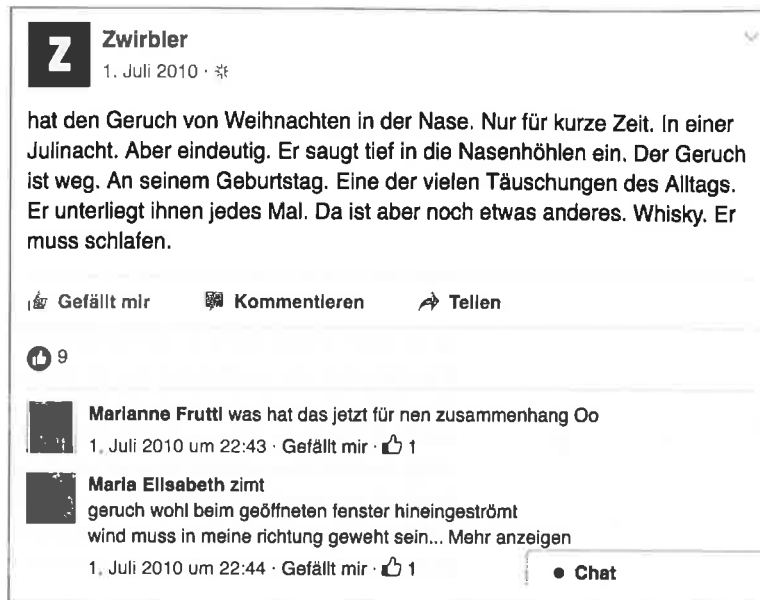 Z
Zwirbler
1. Juli 2010 ·
hat den Geruch von Weihnachten in der Nase. Nur für kurze Zeit. In einer
Julinacht. Aber eindeutig. Er saugt tief in die Nasenhöhlen ein. Der Geruch
ist weg. An seinem Geburtstag. Eine der vielen Täuschungen des Alltags.
Er unterliegt ihnen jedes Mal. Da ist aber noch etwas anderes. Whisky. Er
muss schlafen.
Gefällt mir Kommentieren Teilen
9
Marianne Frutti was hat das jetzt für nen zusammenhang Oo
1. Juli 2010 um 22:43 · Gefällt mir · 1
Maria Elisabeth zimt
geruch wohl beim geöffneten fenster hineingeströmt
wind muss in meine richtung geweht sein... Mehr anzeigen
1. Juli 2010 um 22:44 · Gefällt mir · 1
• Chat